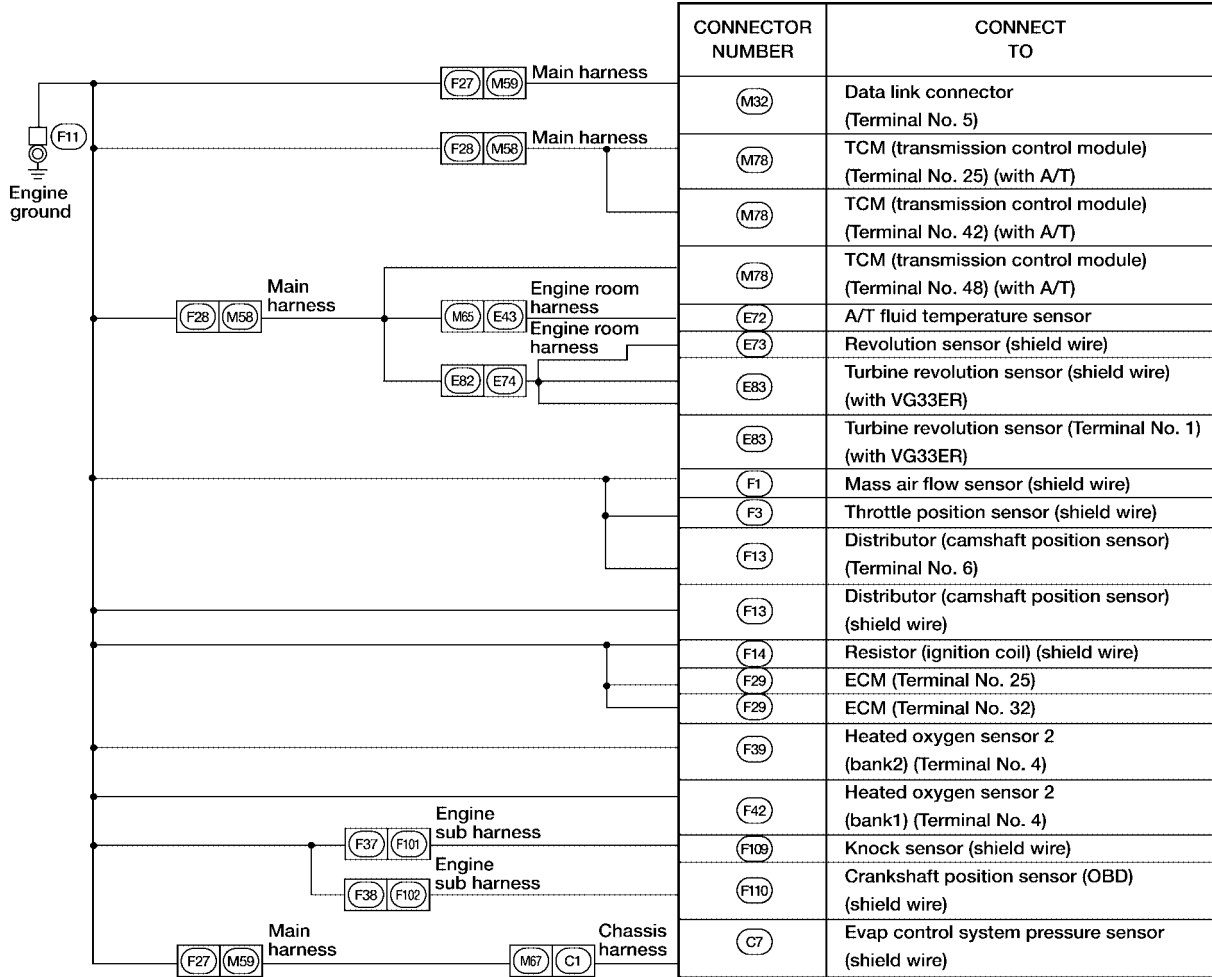 CONNECTOR NUMBER
CONNECT TO
F11
Engine ground
F27 M59 Main harness
M32
Data link connector
(Terminal No. 5)
F28 M58 Main harness
M78
TCM (transmission control module)
(Terminal No. 25) (with A/T)
M78
TCM (transmission control module)
(Terminal No. 42) (with A/T)
M78
TCM (transmission control module)
(Terminal No. 48) (with A/T)
F28 M58 Main harness
M65 E43 Engine room harness
E72
A/T fluid temperature sensor
Engine room harness
E73
Revolution sensor (shield wire)
E82 E74
E83
Turbine revolution sensor (shield wire)
(with VG33ER)
E83
Turbine revolution sensor (Terminal No. 1)
(with VG33ER)
F1
Mass air flow sensor (shield wire)
F3
Throttle position sensor (shield wire)
F13
Distributor (camshaft position sensor)
(Terminal No. 6)
F13
Distributor (camshaft position sensor)
(shield wire)
F14
Resistor (ignition coil) (shield wire)
F29
ECM (Terminal No. 25)
F29
ECM (Terminal No. 32)
F39
Heated oxygen sensor 2
(bank2) (Terminal No. 4)
F42
Heated oxygen sensor 2
(bank1) (Terminal No. 4)
F37 F101 Engine sub harness
F109
Knock sensor (shield wire)
F38 F102 Engine sub harness
F110
Crankshaft position sensor (OBD)
(shield wire)
F27 M59 Main harness
M67 C1 Chassis harness
C7
Evap control system pressure sensor
(shield wire)